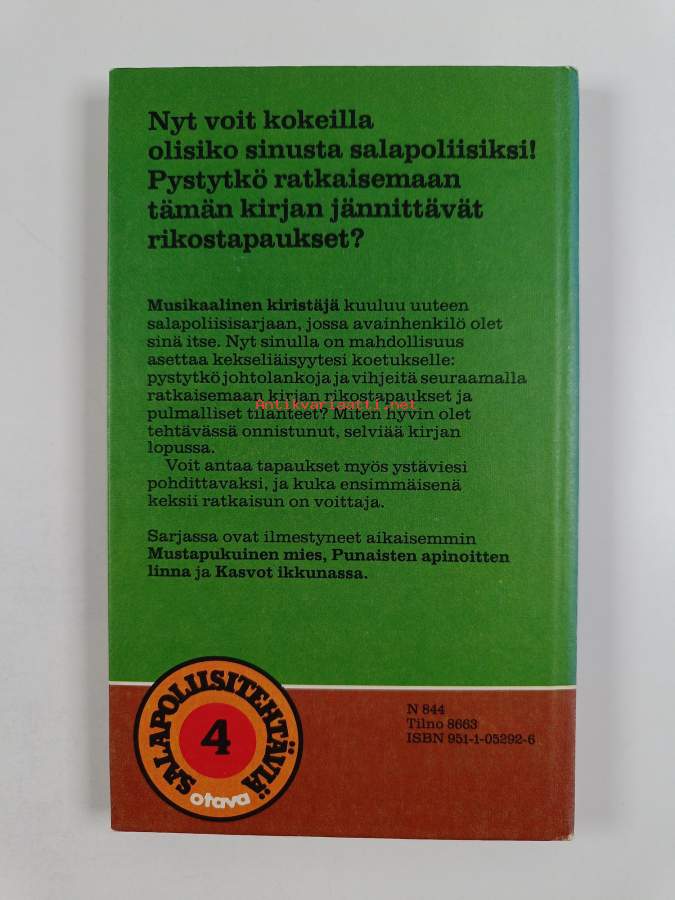 Nyt voit kokeilla
olisiko sinusta salapoliisiksi!
Pystytkö ratkaisemaan
tämän kirjan jännittävät
rikostapaukset?
Musikaalinen kiristäjä kuuluu uuteen
salapoliisisarjaan, jossa avainhenkilö olet
sinä itse. Nyt sinulla on mahdollisuus
asettaa kekseliäisyytesi koetukselle:
pystytkö johtolankoja ja vihjeitä seuraamalla
ratkaisemaan kirjan rikostapaukset ja
Antikvariaatti.net
pulmalliset tilanteet? Miten hyvin olet
tehtävässä onnistunut, selviää kirjan
lopussa.
Voit antaa tapaukset myös ystäviesi
pohdittavaksi, ja kuka ensimmäisenä
keksii ratkaisun on voittaja.
Sarjassa ovat ilmestyneet aikaisemmin
Mustapukuinen mies, Punaisten apinoitten
linna ja Kasvot ikkunassa.
SALAPOLIISITEHTÄVIÄ
4
otava
N 844
Tilno 8663
ISBN 951-1-05292-6